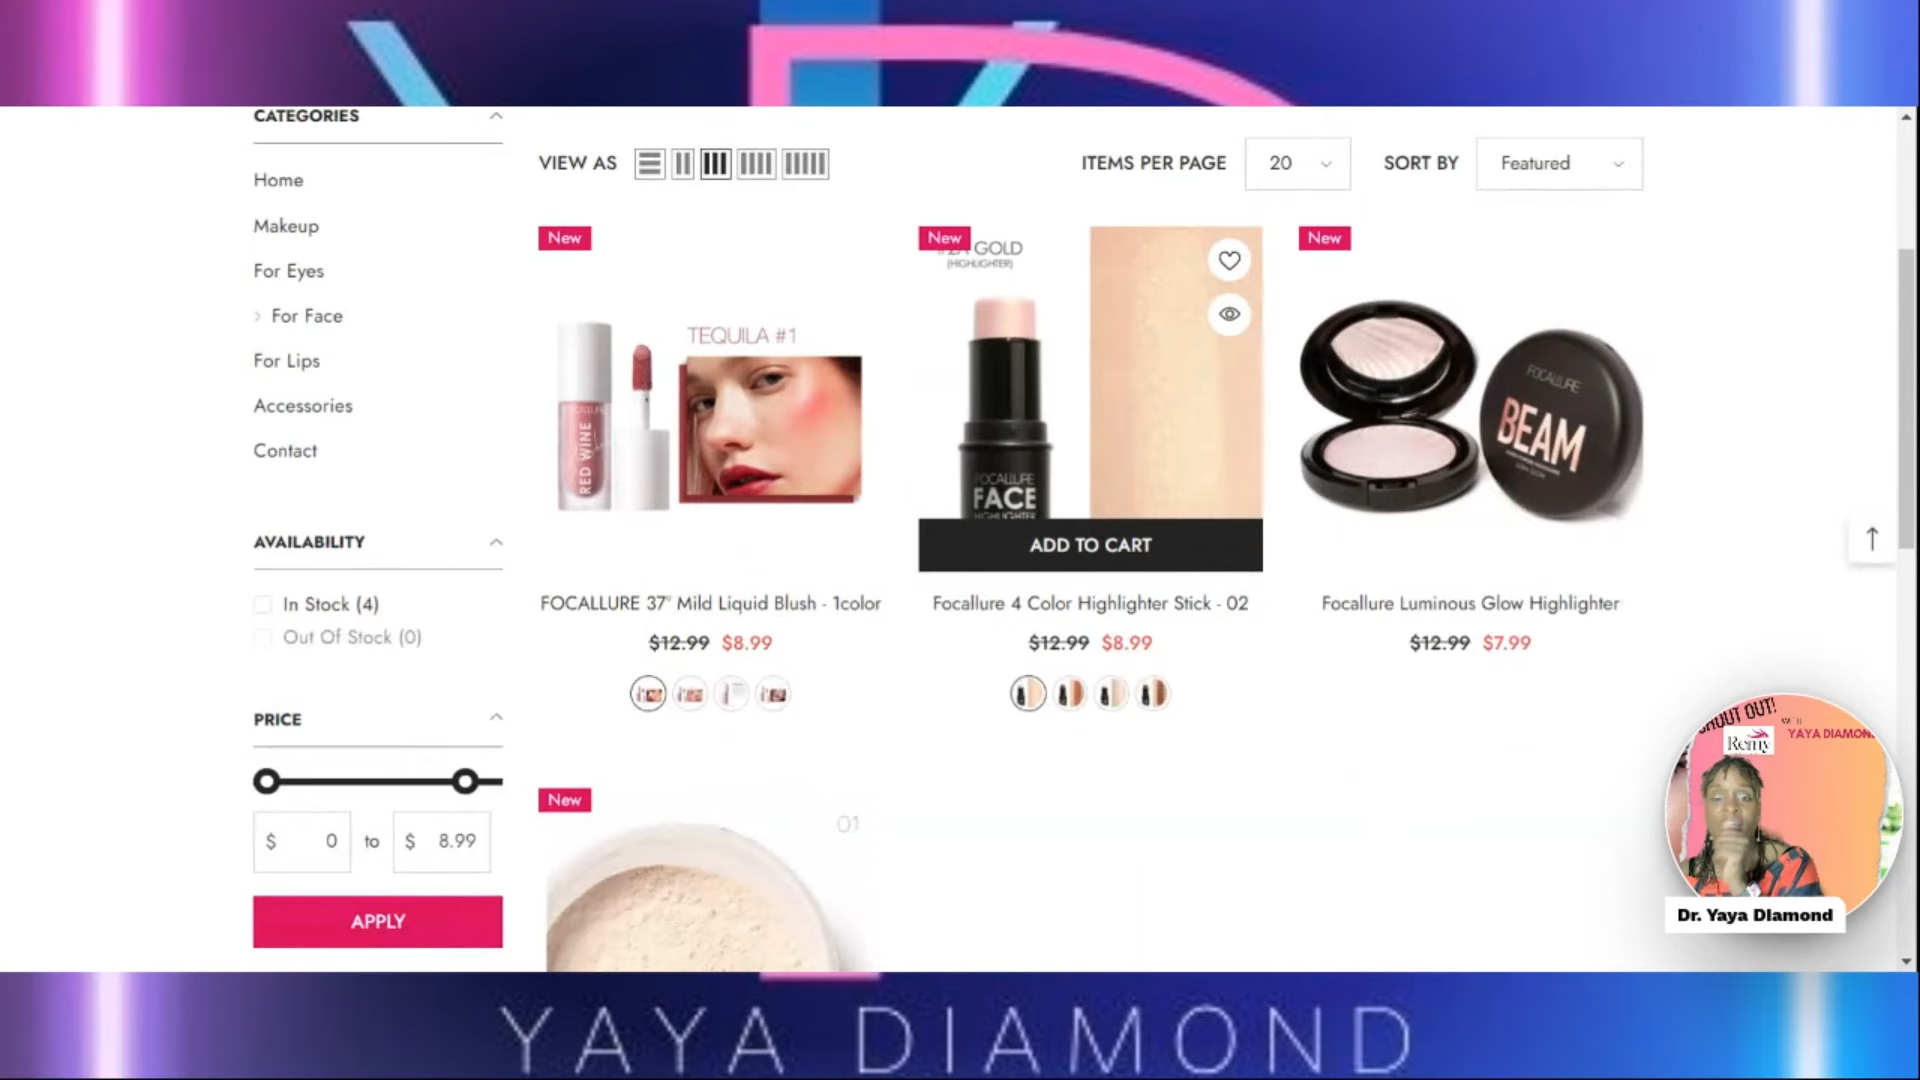 CATEGORIES
Home
Makeup
For Eyes
For Face
For Lips
Accessories
Contact
AVAILABILITY
In Stock (4)
Out Of Stock (0)
PRICE
$ 0 to $ 8.99
APPLY
VIEW AS
ITEMS PER PAGE 20
SORT BY Featured
New
TEQUILA #1
FOCALLURE
RED WINE
FOCALLURE 37° Mild Liquid Blush - 1color
$12.99 $8.99
New
GOLD
(HIGHLIGHTER)
FOCALLURE
FACE
HIGHLIGHTER
ADD TO CART
Focallure 4 Color Highlighter Stick - 02
$12.99 $8.99
New
FOCALLURE
BEAM
Focallure Luminous Glow Highlighter
$12.99 $7.99
New
01
SHOUT OUT!
WITH
Remy
YAYA DIAMOND
Dr. Yaya DIamond
YAYA DIAMOND